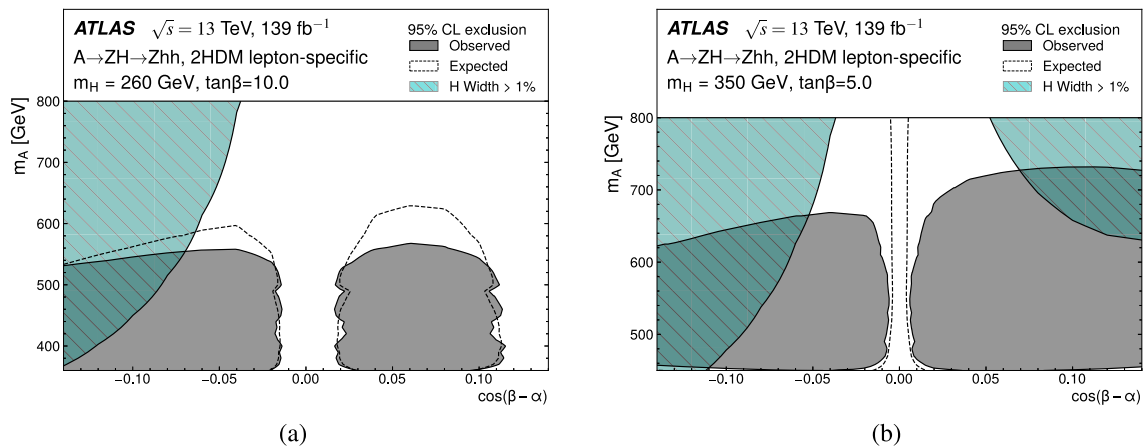 ATLAS √s = 13 TeV, 139 fb⁻¹
A→ZH→Zhh, 2HDM lepton-specific
m_H = 260 GeV, tanβ=10.0
95% CL exclusion
Observed
Expected
H Width > 1%
m_A [GeV]
800
700
600
500
400
−0.10
−0.05
0.00
0.05
0.10
cos(β−α)
(a)
ATLAS √s = 13 TeV, 139 fb⁻¹
A→ZH→Zhh, 2HDM lepton-specific
m_H = 350 GeV, tanβ=5.0
95% CL exclusion
Observed
Expected
H Width > 1%
m_A [GeV]
800
700
600
500
−0.10
−0.05
0.00
0.05
0.10
cos(β−α)
(b)